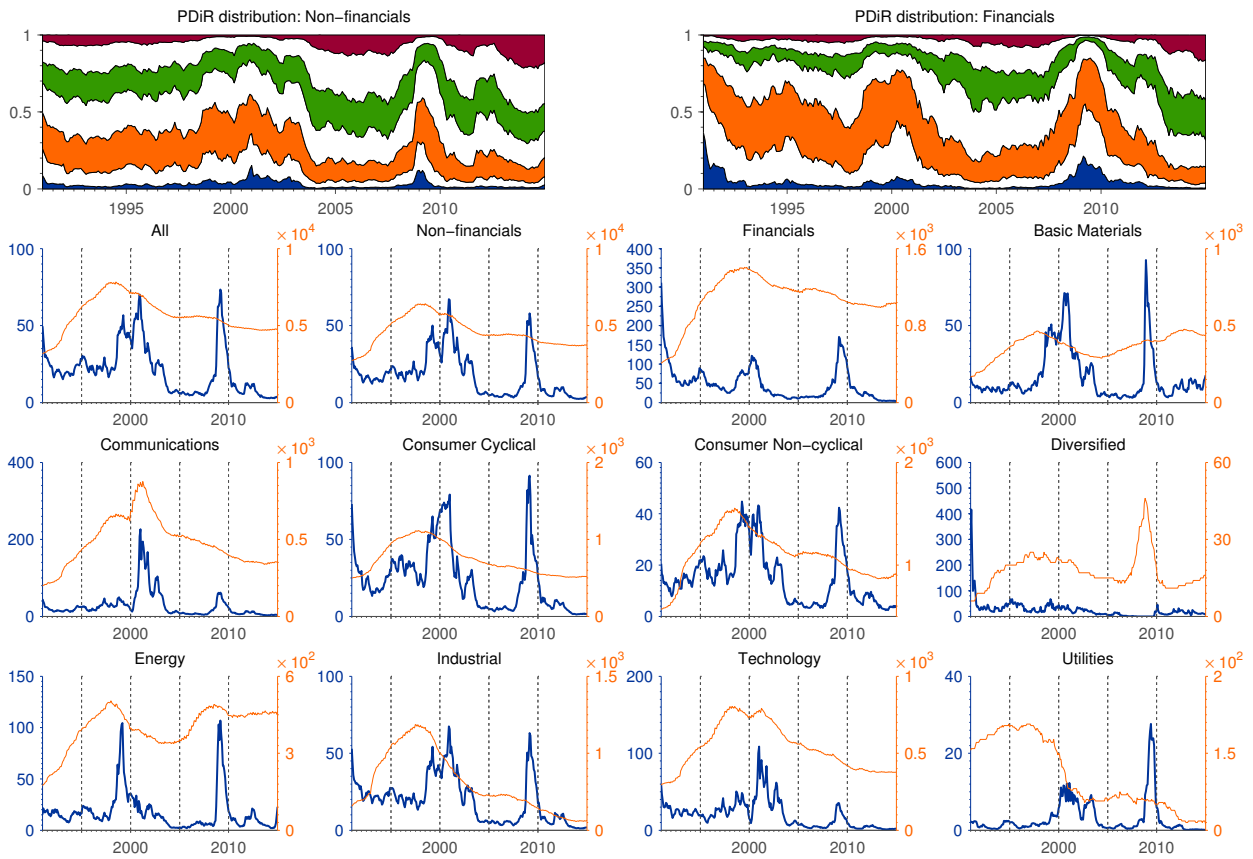 PDiR distribution: Non−financials PDiR distribution: Financials
1 1
0.5 0.5
0 0
1995 2000 2005 2010 1995 2000 2005 2010
All Non−financials Financials Basic Materials
× 10^4 × 10^4 × 10^3 × 10^3
100 1 100 1 400 1.6 100 1
350
300
50 0.5 50 0.5 250 0.8 50 0.5
200
150
100
50
0 0 0 0 0 0 0 0
2000 2010 2000 2010 2000 2010 2000 2010
Communications Consumer Cyclical Consumer Non−cyclical Diversified
× 10^3 × 10^3 × 10^3
400 1 100 2 60 2 600 60
500
40 400
200 0.5 50 1 1 300 30
20 200
100
0 0 0 0 0 0 0 0
2000 2010 2000 2010 2000 2010 2000 2010
Energy Industrial Technology Utilities
× 10^2 × 10^3 × 10^3 × 10^2
150 6 100 1.5 200 1 40 2
100 1 150
3 50 100 0.5 20 1
50 0.5 50
0 0 0 0 0 0 0 0
2000 2010 2000 2010 2000 2010 2000 2010